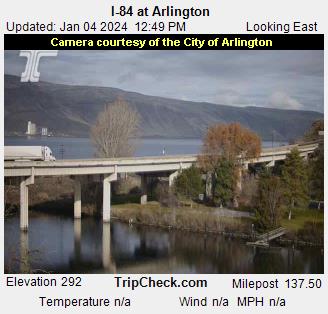 I-84 at Arlington
Updated: Jan 04 2024 12:49 PM Looking East
Camera courtesy of the City of Arlington
Elevation 292 TripCheck.com Milepost 137.50
Temperature n/a Wind n/a MPH n/a